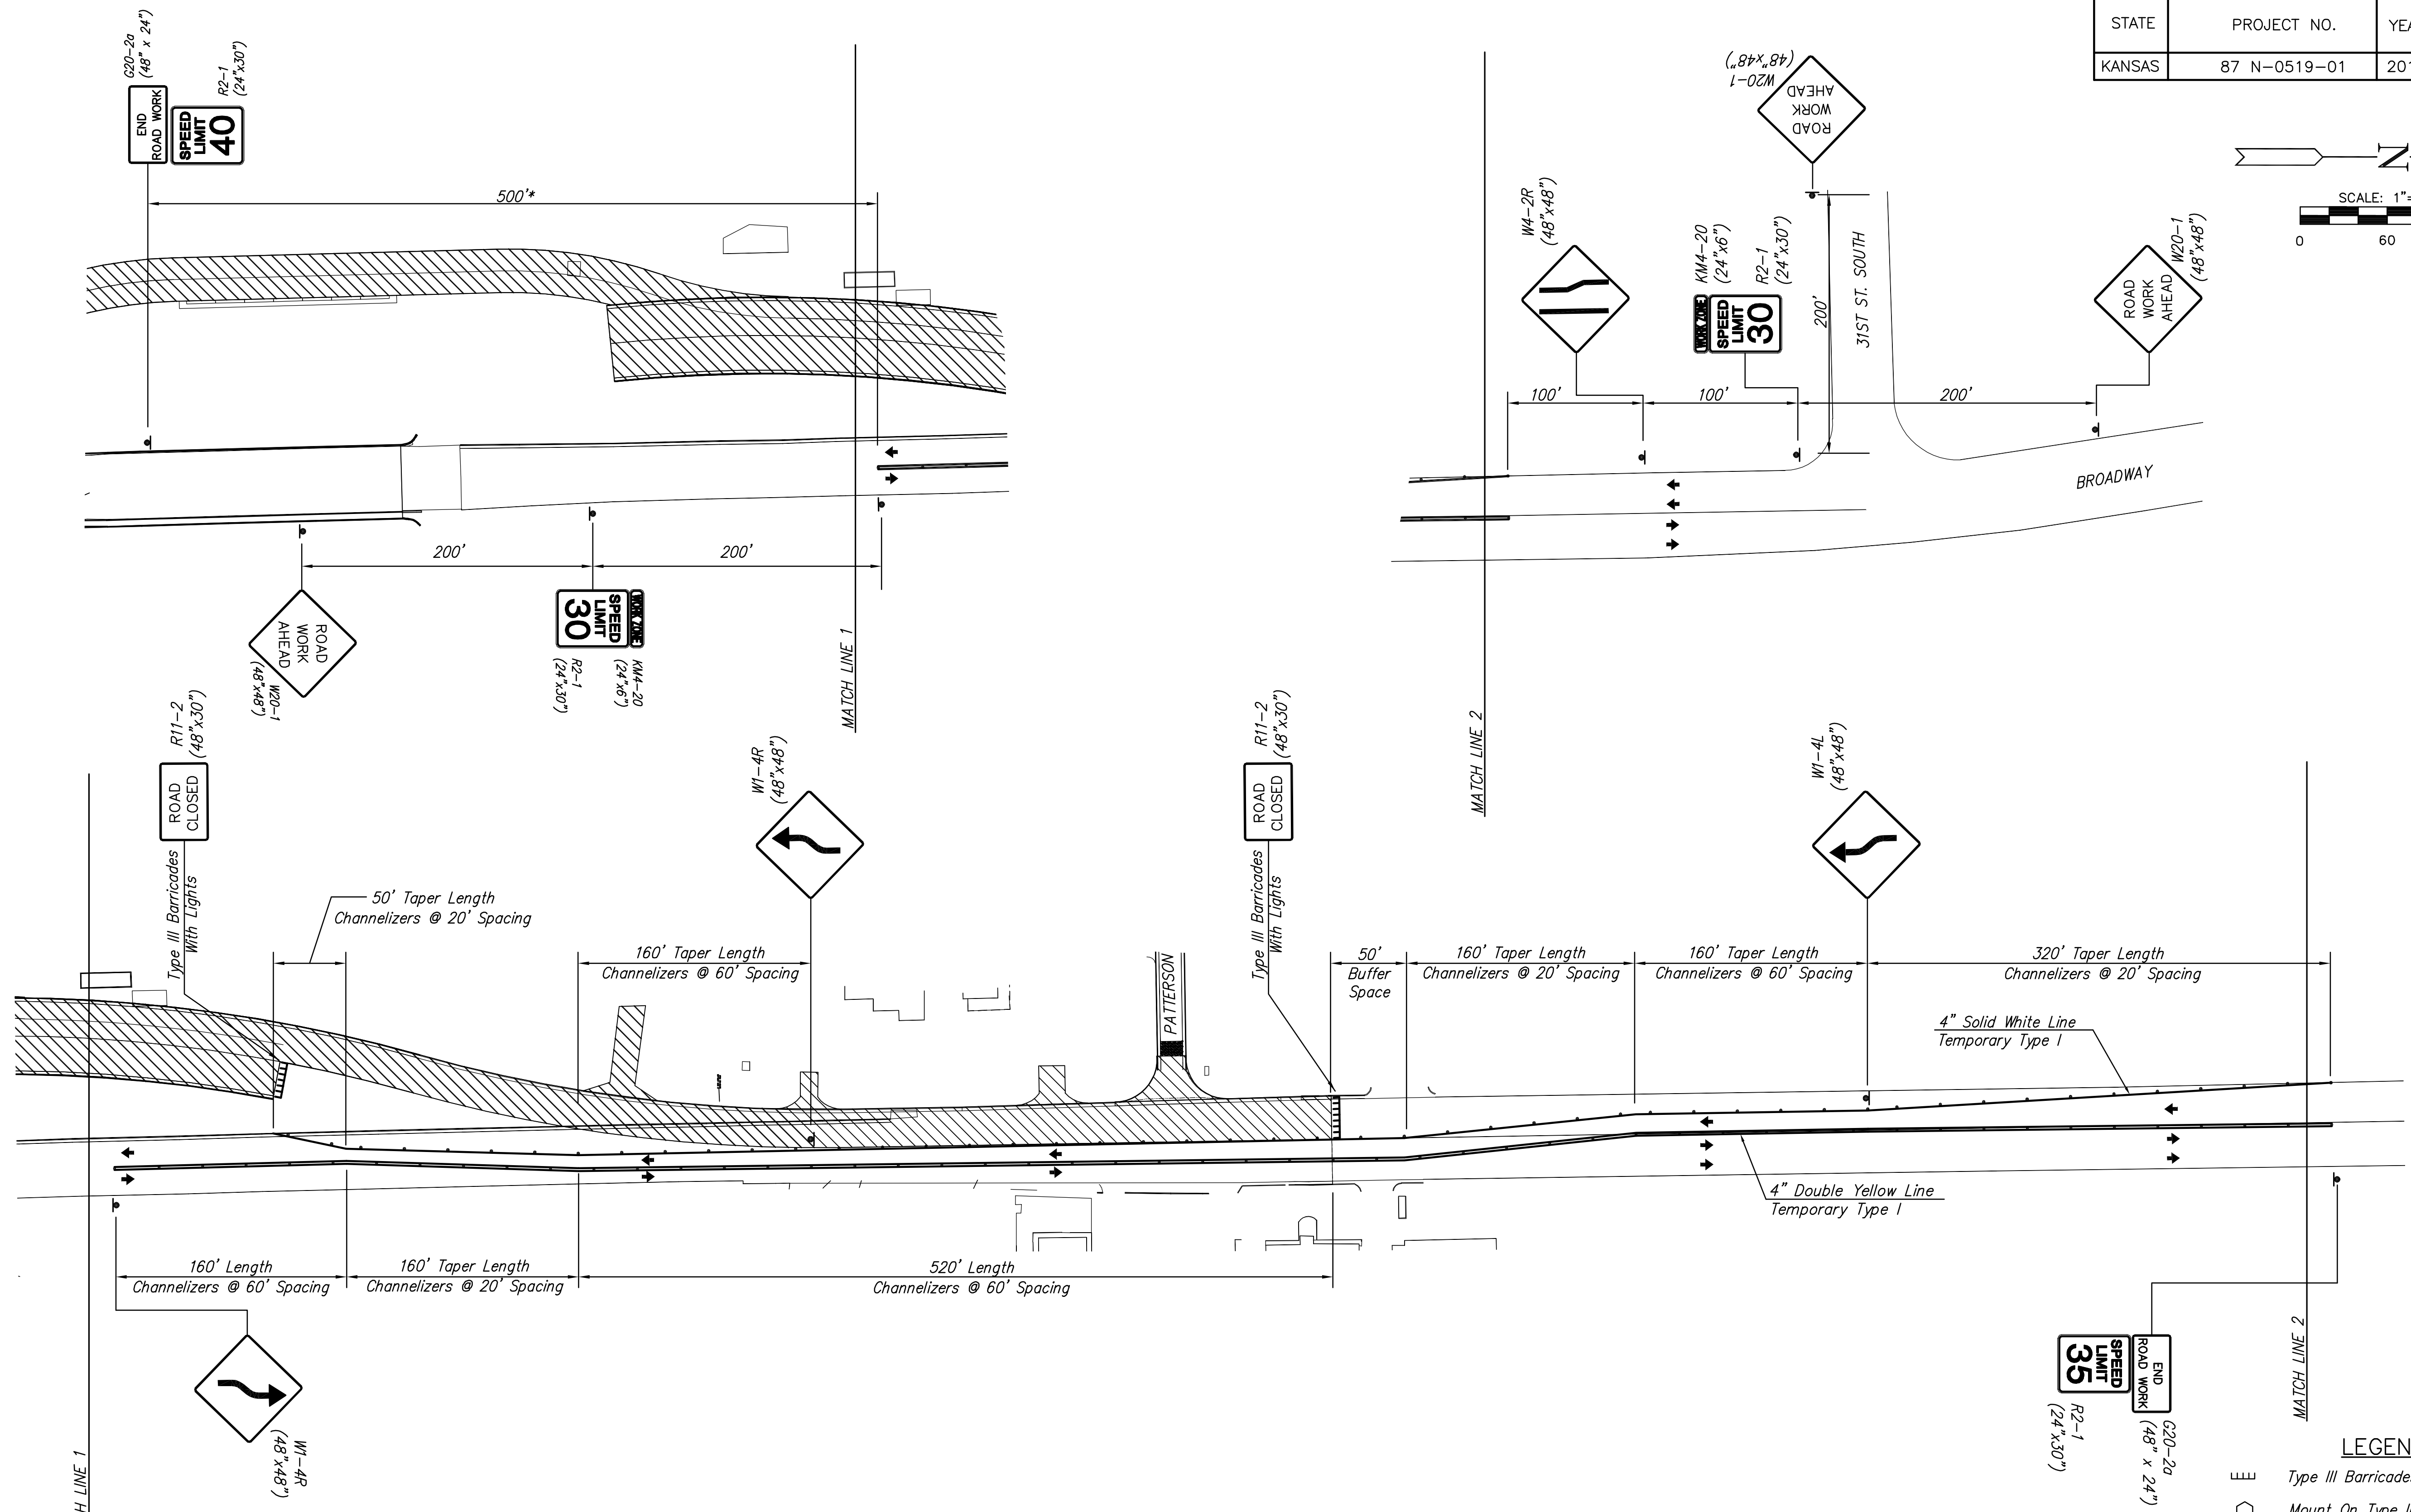 STATE
PROJECT NO.
KANSAS
87 N-0519-01
SCALE: 1"=
0
60
G20-2a
(48" x 24")
R2-1
(24"x30")
END
ROAD WORK
SPEED
LIMIT
40
500'*
200'
200'
ROAD
WORK
AHEAD
W20-1
(48"x48")
WORK ZONE
SPEED
LIMIT
30
R2-1
(24"x30")
KM4-20
(24"x6")
MATCH LINE 1
W20-1
(48"x48")
ROAD
WORK
AHEAD
W4-2R
(48"x48")
KM4-20
(24"x6")
R2-1
(24"x30")
WORK ZONE
SPEED
LIMIT
30
200'
31ST ST. SOUTH
W20-1
(48"x48")
ROAD
WORK
AHEAD
100'
100'
200'
BROADWAY
MATCH LINE 2
R11-2
(48"x30")
ROAD
CLOSED
Type III Barricades
With Lights
50' Taper Length
Channelizers @ 20' Spacing
W1-4R
(48"x48")
160' Taper Length
Channelizers @ 60' Spacing
PATTERSON
R11-2
(48"x30")
ROAD
CLOSED
Type III Barricades
With Lights
50'
Buffer
Space
160' Taper Length
Channelizers @ 20' Spacing
160' Taper Length
Channelizers @ 60' Spacing
W1-4L
(48"x48")
320' Taper Length
Channelizers @ 20' Spacing
4" Solid White Line
Temporary Type I
4" Double Yellow Line
Temporary Type I
160' Length
Channelizers @ 60' Spacing
160' Taper Length
Channelizers @ 20' Spacing
520' Length
Channelizers @ 60' Spacing
W1-4R
(48"x48")
LINE 1
SPEED
LIMIT
35
END
ROAD WORK
R2-1
(24"x30")
G20-2a
(48" x 24")
MATCH LINE 2
Type III
Mount On Type